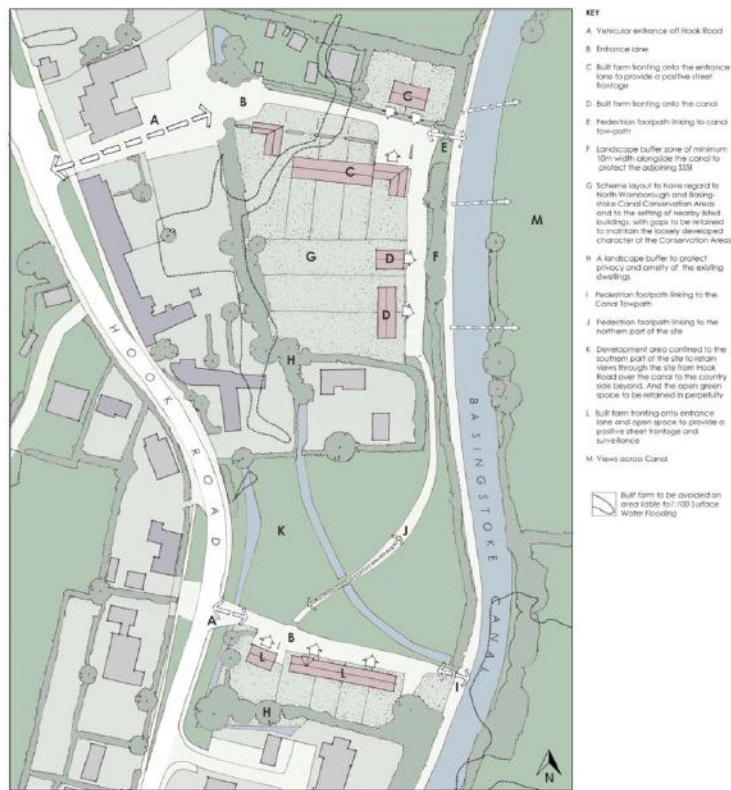 KEY
A Vehicular entrance off Hook Road
B Entrance lane
C Built form fronting onto the entrance
lane to provide a positive street
frontage
D Built form fronting onto the canal
E Pedestrian footpath linking to canal
tow-path
F Landscape buffer zone of minimum
10m width alongside the canal to
protect the adjoining SSSI
G Scheme layout to have regard to
North Warnborough and Basing-
stoke Canal Conservation Areas
and to the setting of nearby listed
buildings, with gaps to be retained
to maintain the loosely developed
character of the Conservation Areas
H A landscape buffer to protect
privacy and amenity of the existing
dwellings
I Pedestrian footpath linking to the
Canal Towpath
J Pedestrian footpath linking to the
northern part of the site
K Development area confined to the
southern part of the site to retain
views through the site from Hook
Road over the canal to the country
side beyond. And the open green
space to be retained in perpetuity
L Built form fronting onto entrance
lane and open space to provide a
positive street frontage and
surveillance
M Views across Canal
Built form to be avoided on
area liable to 1:100 Surface
Water Flooding
A
B
C
E
C
M
G
D
F
D
H
HOOK ROAD
BASINGSTOKE CANAL
K
J
A
B
L
L
I
H
N